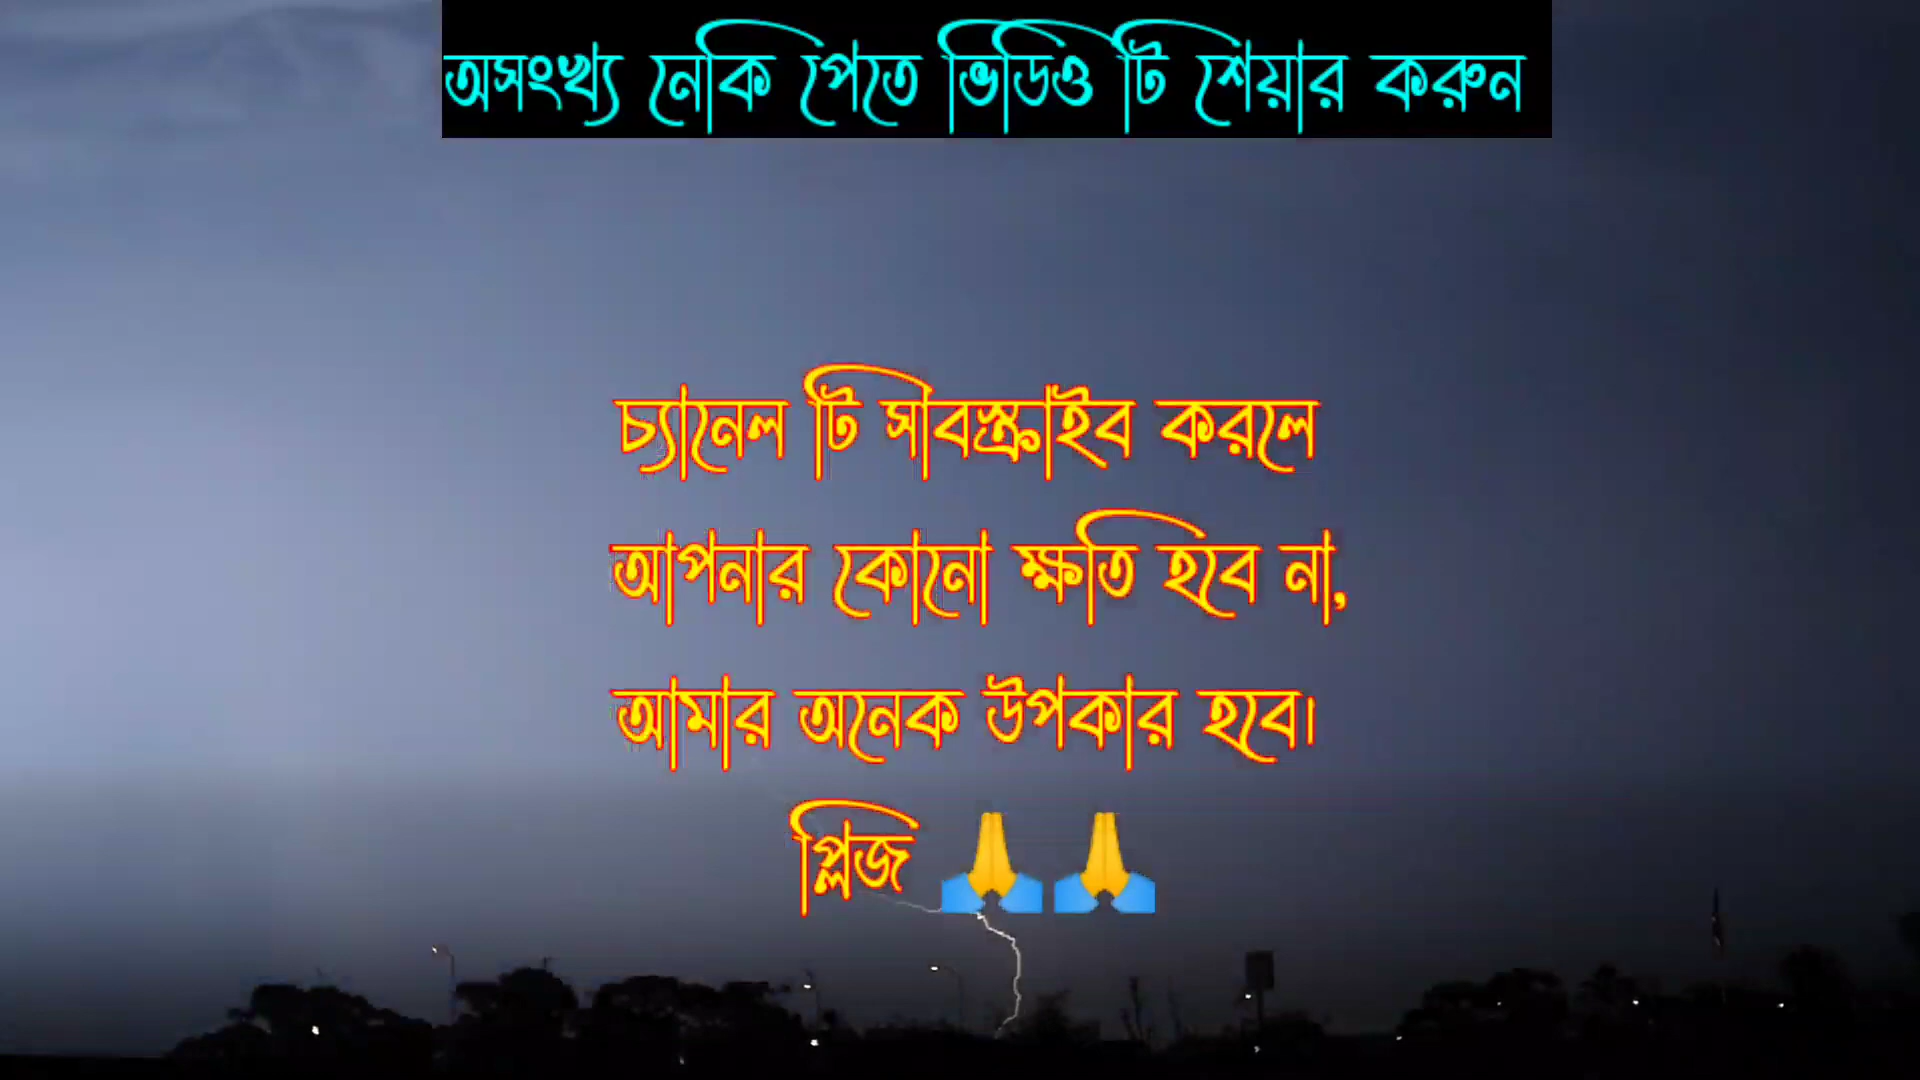 অসংখ্য নেকি পেতে ভিডিও টি শেয়ার করুন
চ্যানেল টি সাবস্ক্রাইব করলে
আপনার কোনো ক্ষতি হবে না,
আমার অনেক উপকার হবে।
প্লিজ 🙏🙏